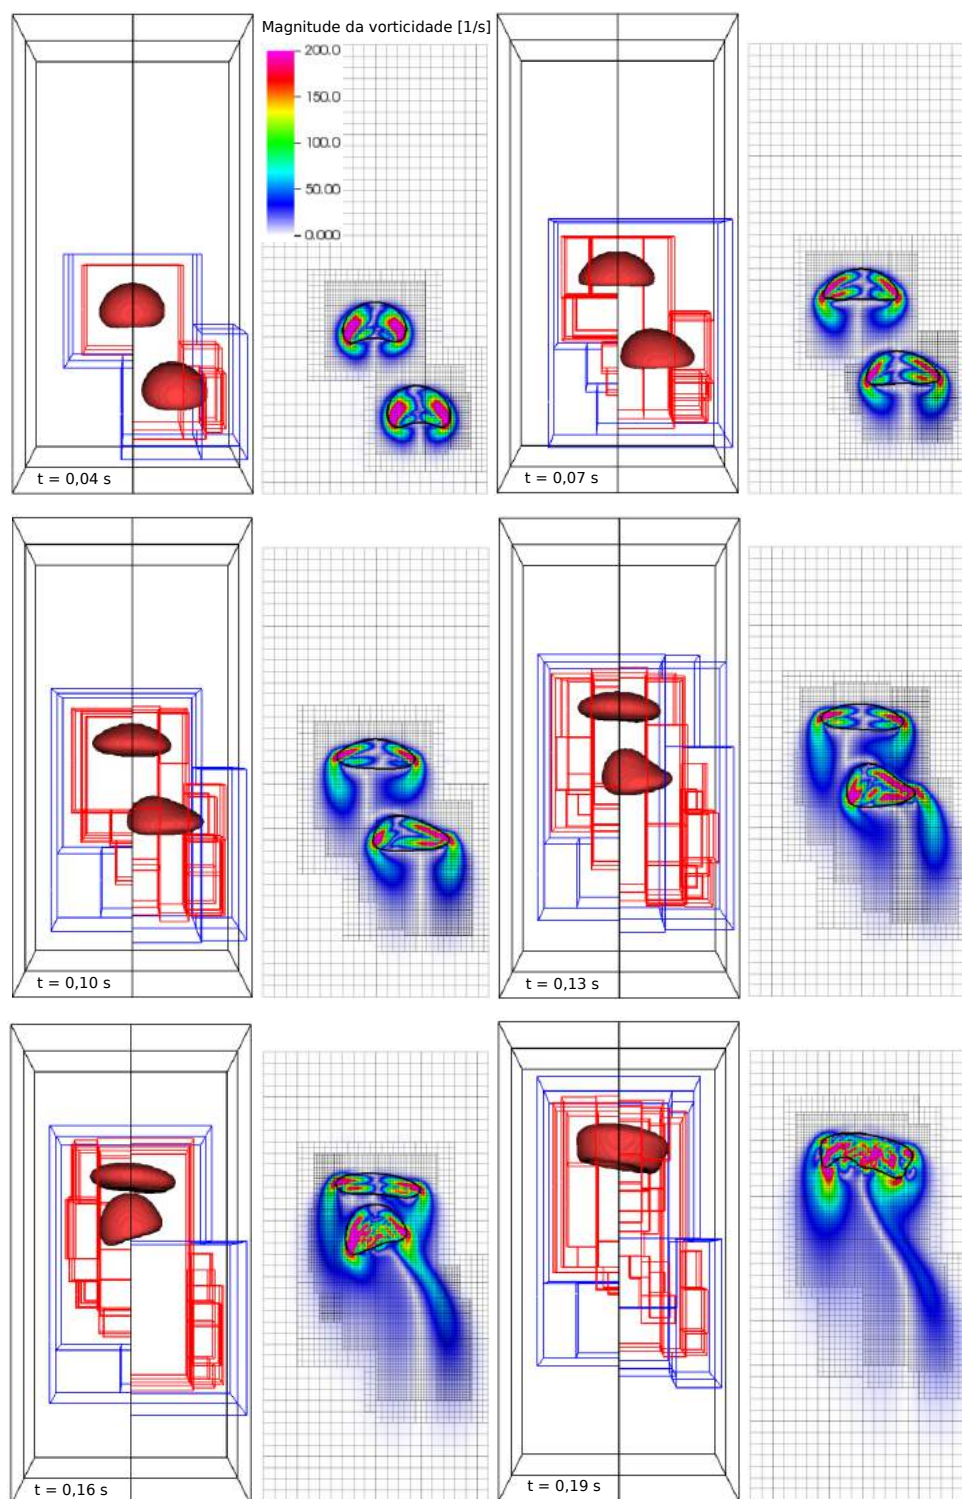 Magnitude da vorticidade [1/s]
200.0
150.0
100.0
50.00
0.000
t = 0,04 s
t = 0,07 s
t = 0,10 s
t = 0,13 s
t = 0,16 s
t = 0,19 s